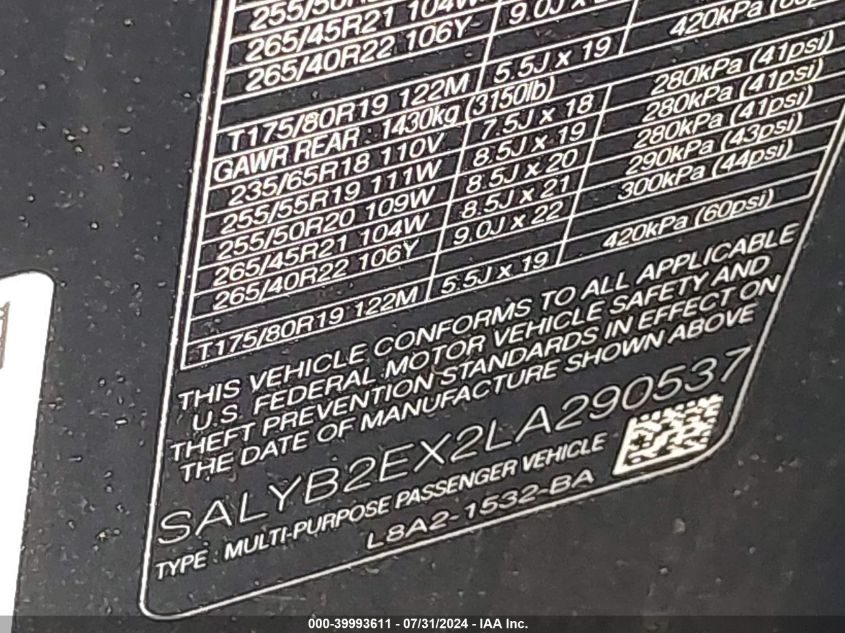 255/50R
265/45R21 104W
265/40R22 106Y 9.0J x
T175/80R19 122M 5.5J x 19 420kPa
GAWR REAR : 1430kg (3150lb)
235/65R18 110V 7.5J x 18 280kPa (41psi)
255/55R19 111W 8.5J x 19 280kPa (41psi)
255/50R20 109W 8.5J x 20 280kPa (41psi)
265/45R21 104W 8.5J x 21 290kPa (43psi)
265/40R22 106Y 9.0J x 22 300kPa (44psi)
T175/80R19 122M 5.5J x 19 420kPa (60psi)
THIS VEHICLE CONFORMS TO ALL APPLICABLE
U.S. FEDERAL MOTOR VEHICLE SAFETY AND
THEFT PREVENTION STANDARDS IN EFFECT ON
THE DATE OF MANUFACTURE SHOWN ABOVE
SALYB2EX2LA290537
TYPE : MULTI-PURPOSE PASSENGER VEHICLE
L8A2-1532-BA
000-39993611 - 07/31/2024 - IAA Inc.